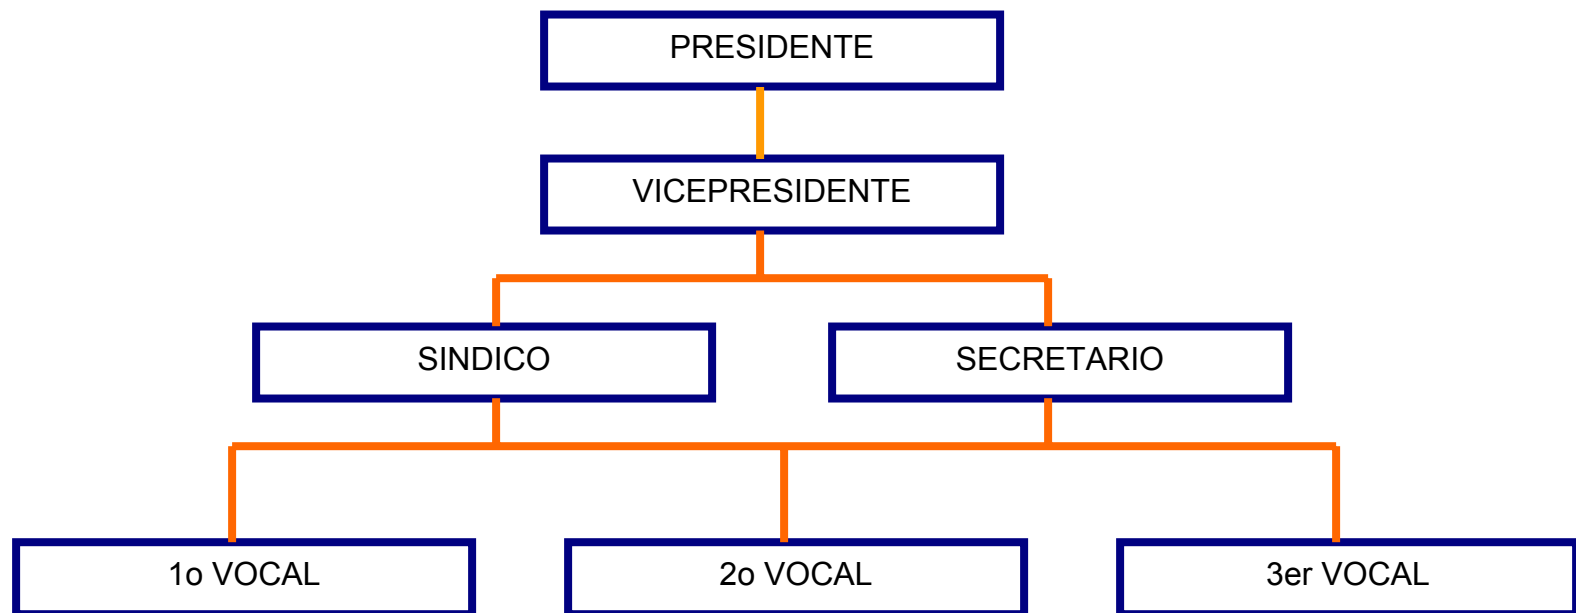 PRESIDENTE
VICEPRESIDENTE
SINDICO
SECRETARIO
1o VOCAL
2o VOCAL
3er VOCAL